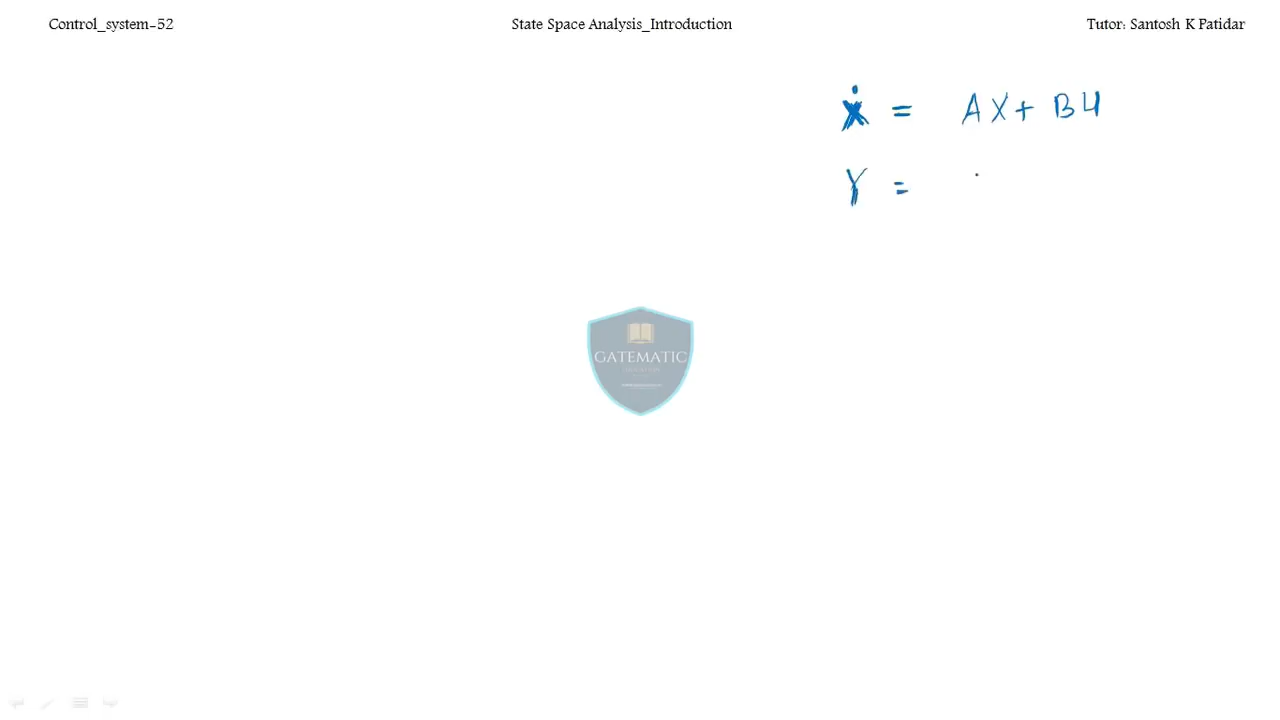 Control_system-52 State Space Analysis_Introduction Tutor: Santosh K Patidar
Ẋ = AX + BU
Y =
GATEMATIC